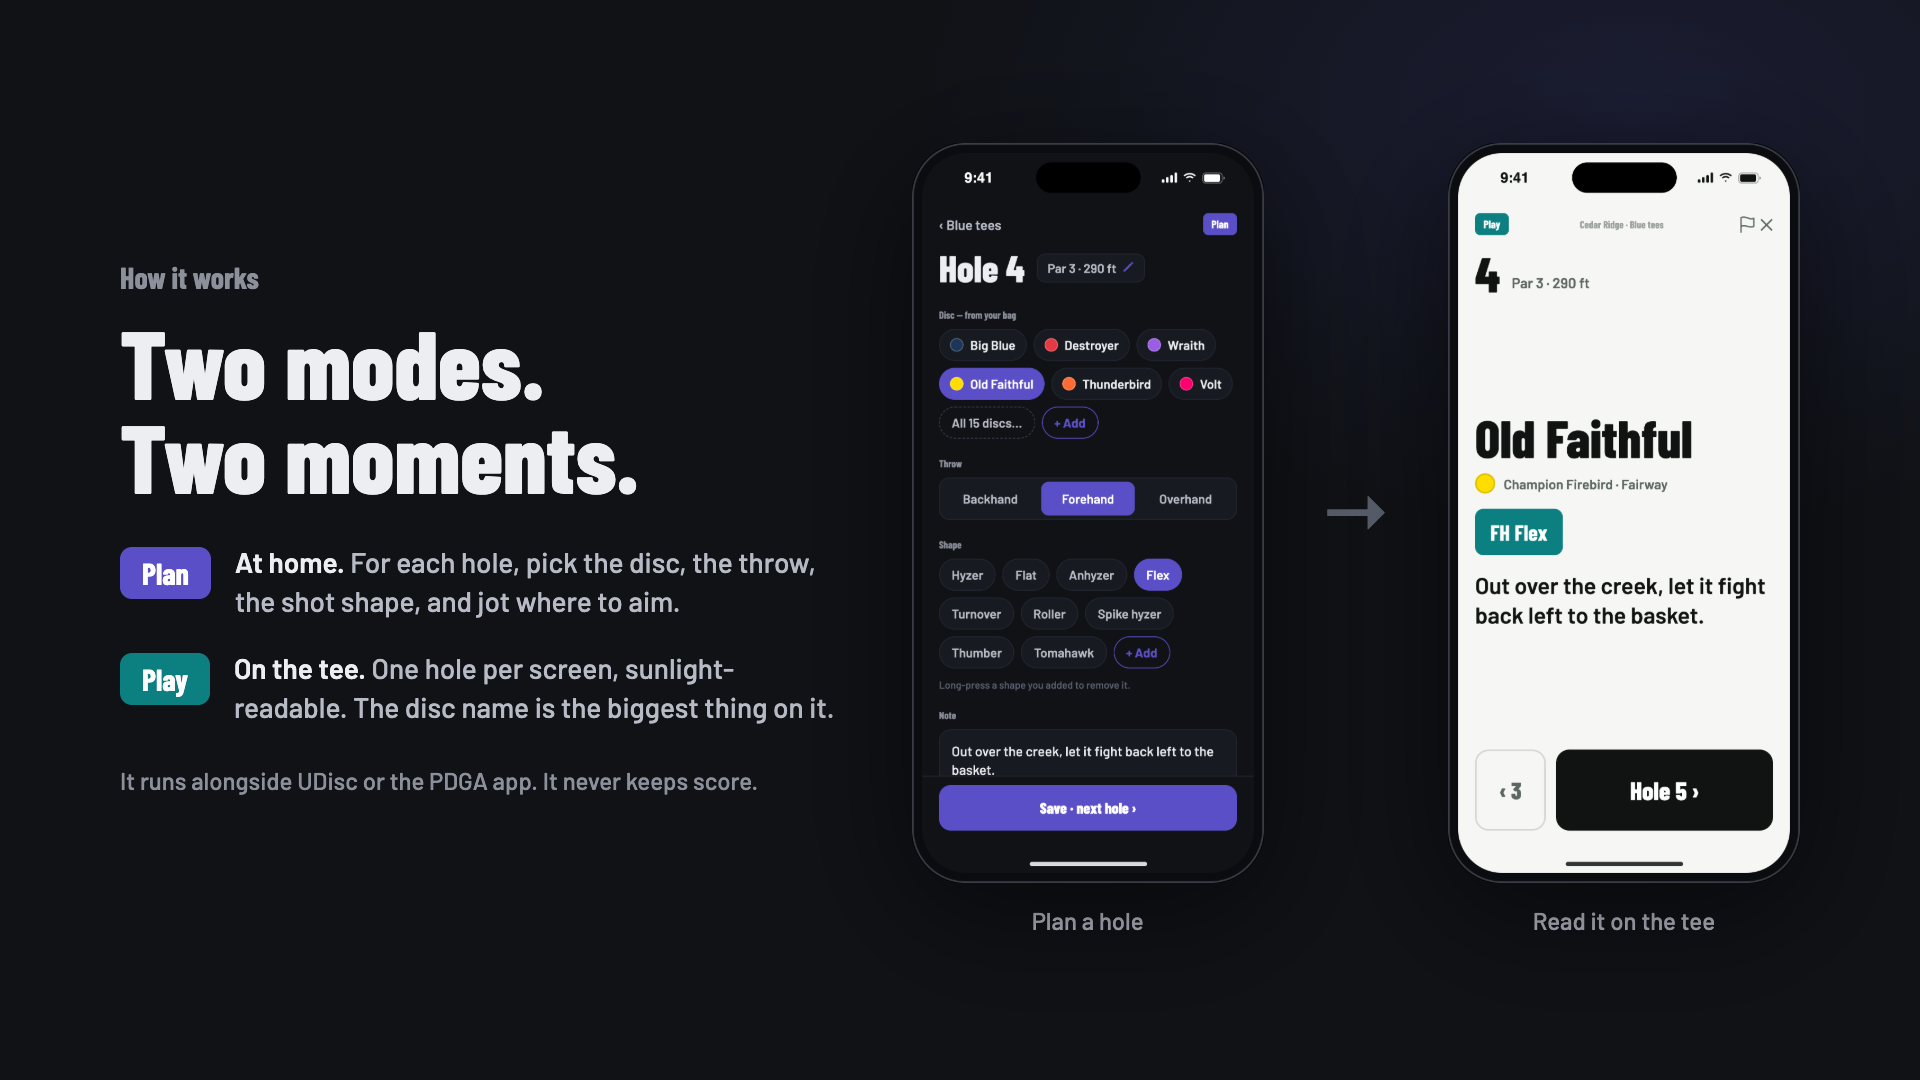 How it works
Two modes.
Two moments.
Plan
At home. For each hole, pick the disc, the throw,
the shot shape, and jot where to aim.
Play
On the tee. One hole per screen, sunlight-
readable. The disc name is the biggest thing on it.
It runs alongside UDisc or the PDGA app. It never keeps score.
9:41
‹ Blue tees
Plan
Hole 4
Par 3 · 290 ft
Disc — from your bag
Big Blue
Destroyer
Wraith
Old Faithful
Thunderbird
Volt
All 15 discs...
+ Add
Throw
Backhand
Forehand
Overhand
Shape
Hyzer
Flat
Anhyzer
Flex
Turnover
Roller
Spike hyzer
Thumber
Tomahawk
+ Add
Long-press a shape you added to remove it.
Note
Out over the creek, let it fight back left to the
basket.
Save · next hole ›
Plan a hole
9:41
Play
Cedar Ridge · Blue tees
4
Par 3 · 290 ft
Old Faithful
Champion Firebird · Fairway
FH Flex
Out over the creek, let it fight
back left to the basket.
‹ 3
Hole 5 ›
Read it on the tee